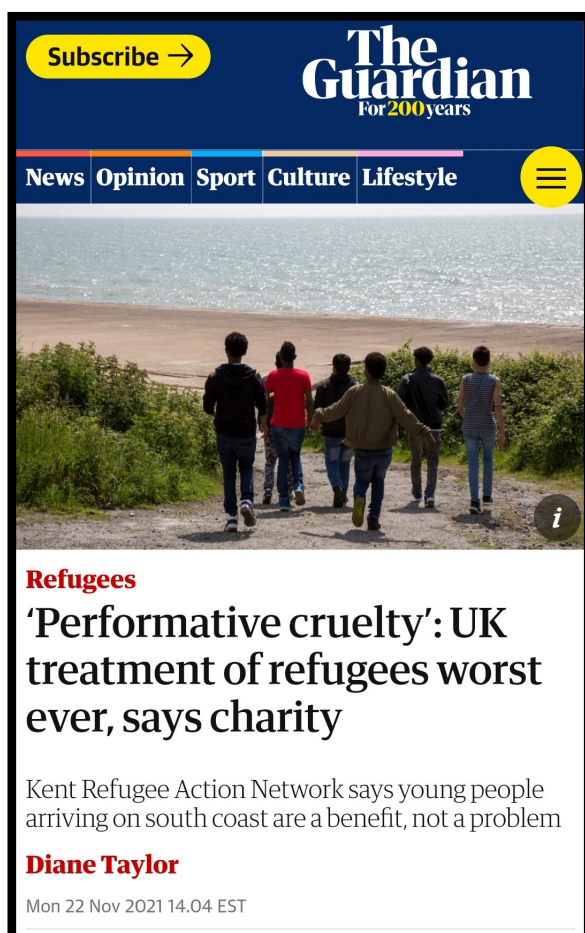 Subscribe →
The
Guardian
For 200 years
News Opinion Sport Culture Lifestyle
i
Refugees
‘Performative cruelty’: UK
treatment of refugees worst
ever, says charity
Kent Refugee Action Network says young people
arriving on south coast are a benefit, not a problem
Diane Taylor
Mon 22 Nov 2021 14.04 EST